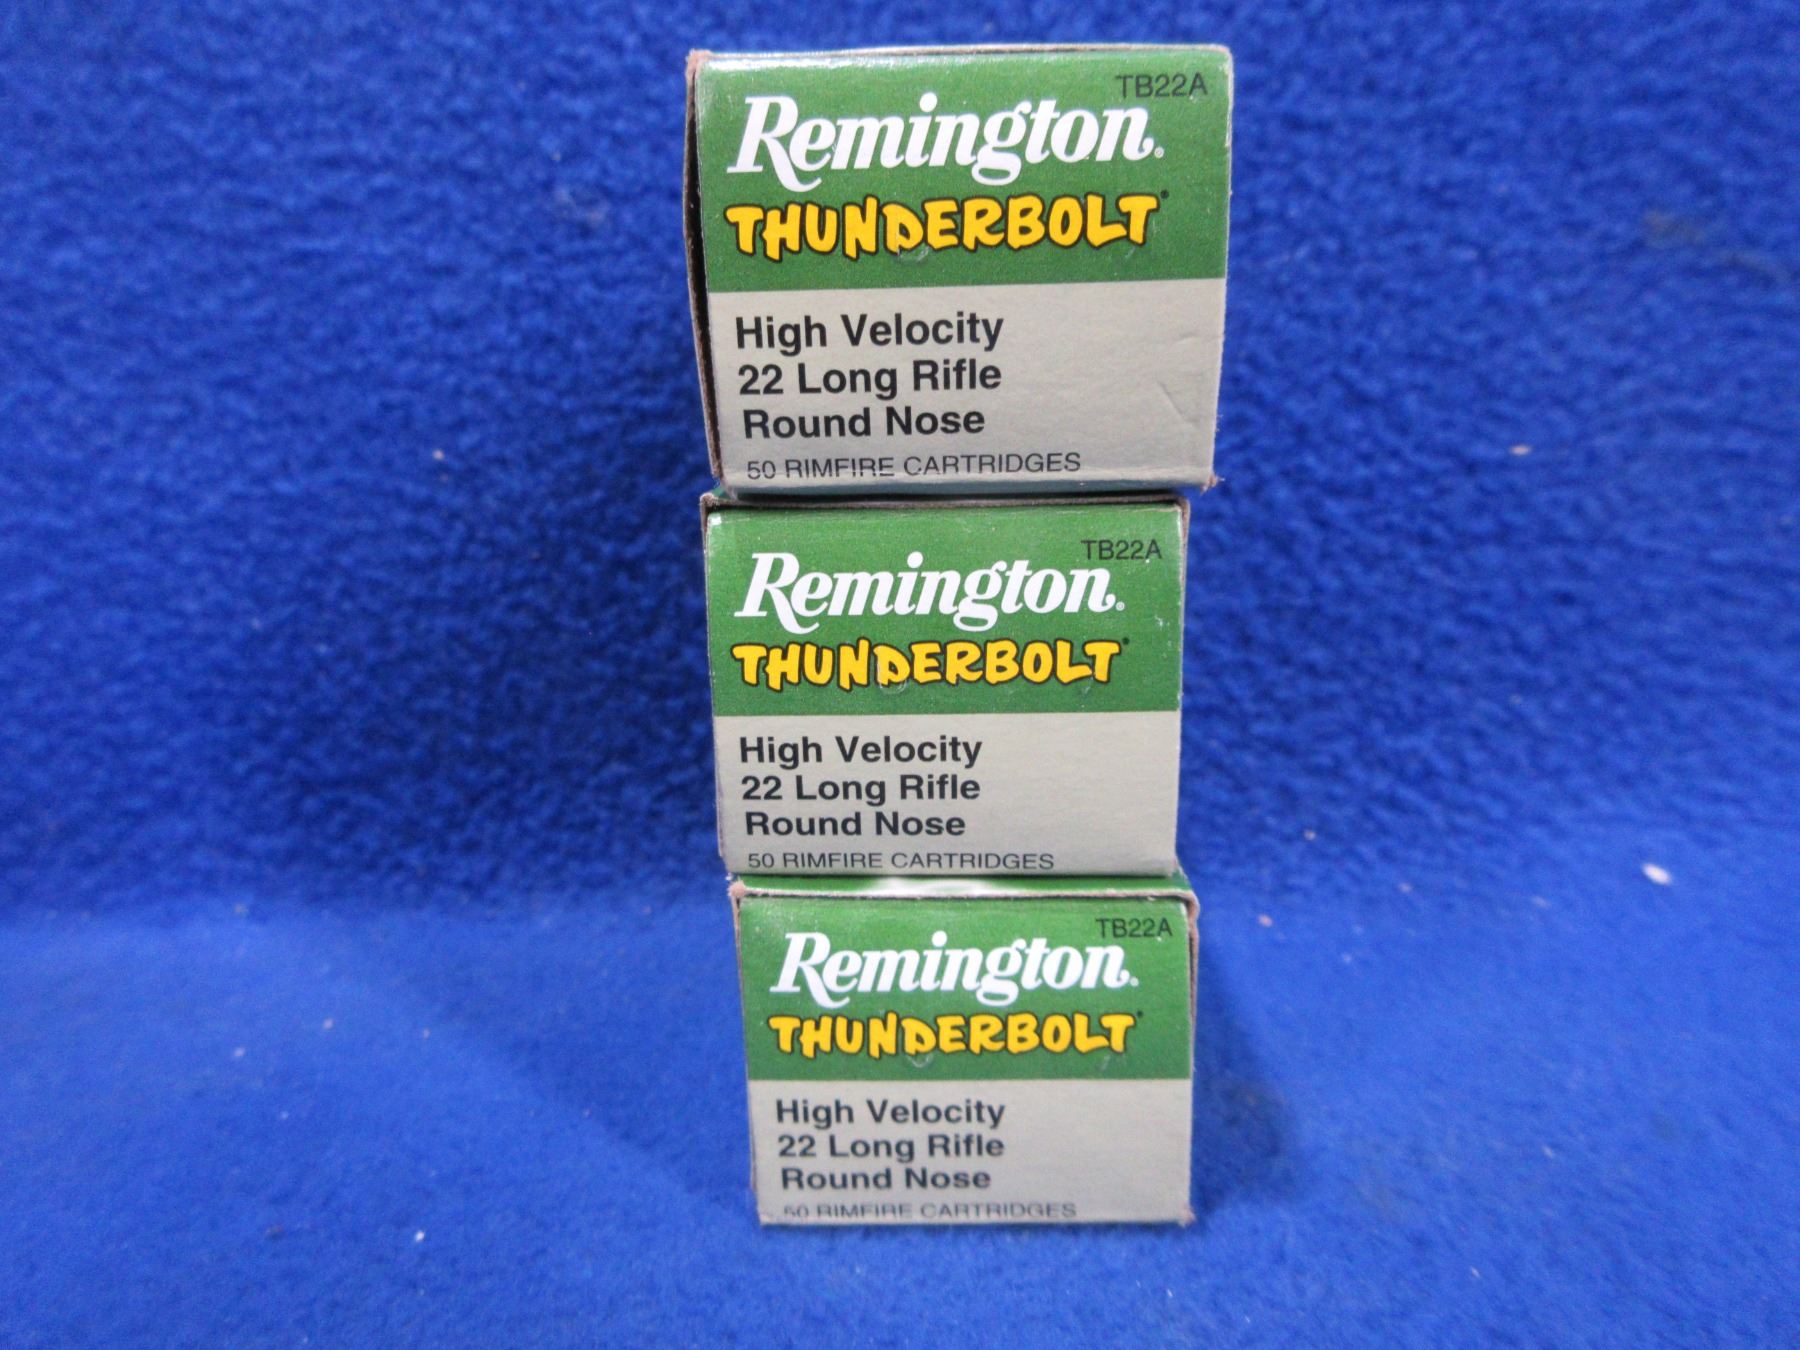 TB22A
Remington®
THUNDERBOLT®
High Velocity
22 Long Rifle
Round Nose
50 RIMFIRE CARTRIDGES
TB22A
Remington®
THUNDERBOLT®
High Velocity
22 Long Rifle
Round Nose
50 RIMFIRE CARTRIDGES
TB22A
Remington®
THUNDERBOLT®
High Velocity
22 Long Rifle
Round Nose
50 RIMFIRE CARTRIDGES